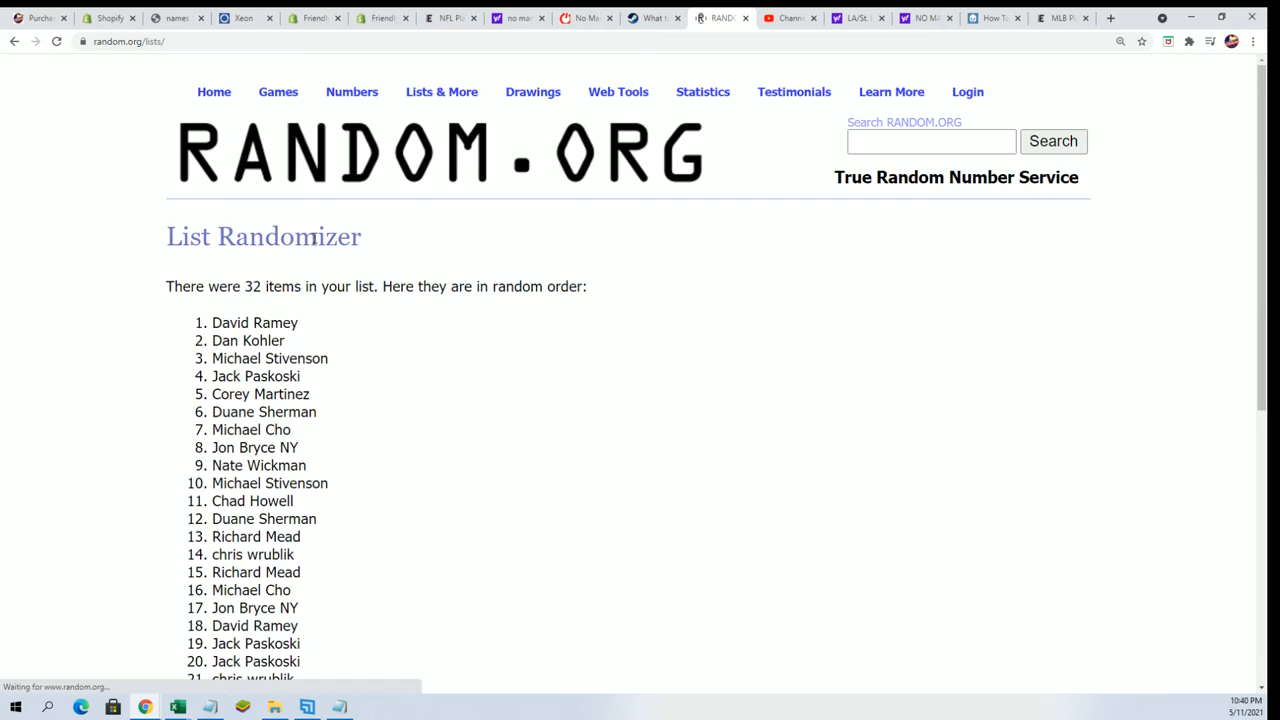 Purcha
Shopify
names
Xeon
Friendl
Friendl
NFL Pl
no mar
No Ma
What t
RAND
Channe
LA/St. L
NO MA
How To
MLB Pl
random.org/lists/
Home Games Numbers Lists & More Drawings Web Tools Statistics Testimonials Learn More Login
RANDOM.ORG
Search RANDOM.ORG
Search
True Random Number Service
List Randomizer
There were 32 items in your list. Here they are in random order:
1. David Ramey
2. Dan Kohler
3. Michael Stivenson
4. Jack Paskoski
5. Corey Martinez
6. Duane Sherman
7. Michael Cho
8. Jon Bryce NY
9. Nate Wickman
10. Michael Stivenson
11. Chad Howell
12. Duane Sherman
13. Richard Mead
14. chris wrublik
15. Richard Mead
16. Michael Cho
17. Jon Bryce NY
18. David Ramey
19. Jack Paskoski
20. Jack Paskoski
21. chris wrublik
Waiting for www.random.org...
10:40 PM
5/11/2021